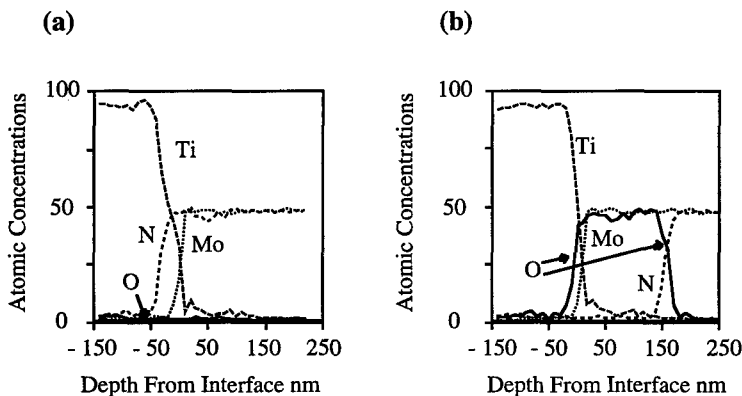 (a)
Atomic Concentrations
100
50
0
Ti
N
Mo
O
- 150
-50
50
150
250
Depth From Interface nm
(b)
Atomic Concentrations
100
50
0
Ti
Mo
O
N
- 150
-50
50
150
250
Depth From Interface nm